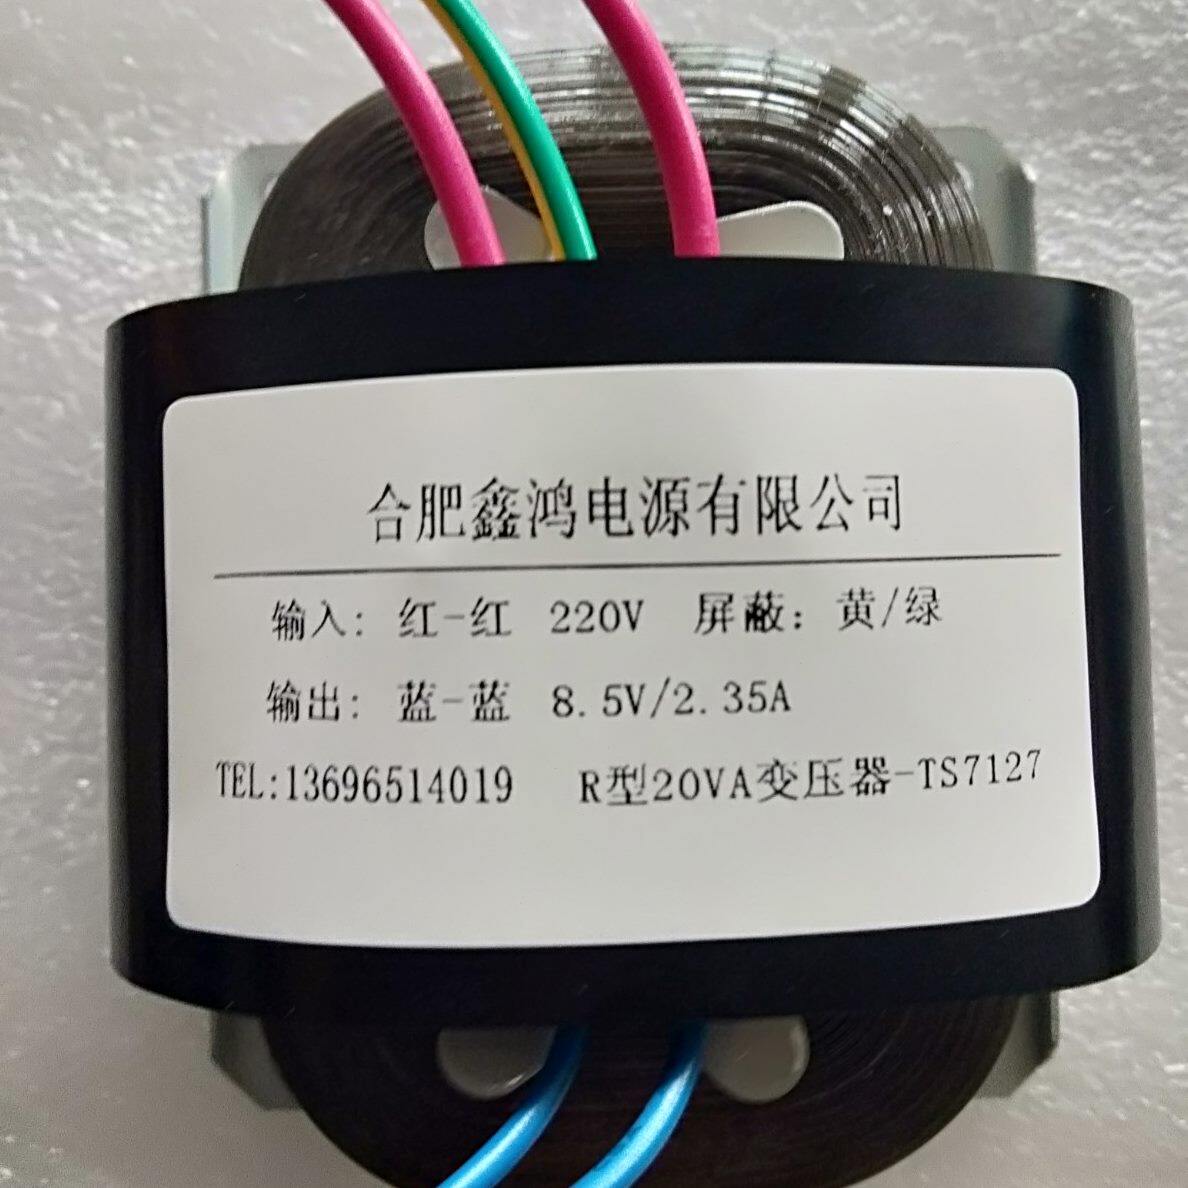 合肥鑫鸿电源有限公司
输入: 红-红 220V 屏蔽: 黄/绿
输出: 蓝-蓝 8.5V/2.35A
TEL:13696514019 R型20VA变压器-TS7127